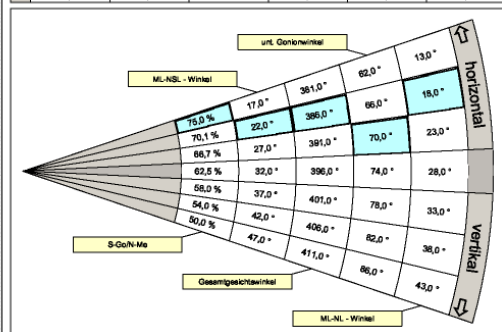 unt. Gonionwinkel
ML-NSL - Winkel
75,0 % 17,0 ° 381,0 ° 62,0 ° 13,0 °
70,1 % 22,0 ° 386,0 ° 66,0 ° 18,0 °
66,7 % 27,0 ° 391,0 ° 70,0 ° 23,0 °
62,5 % 32,0 ° 396,0 ° 74,0 ° 28,0 °
58,0 % 37,0 ° 401,0 ° 78,0 ° 33,0 °
54,0 % 42,0 ° 406,0 ° 82,0 ° 38,0 °
50,0 % 47,0 ° 411,0 ° 86,0 ° 43,0 °
horizontal
vertikal
S-Go/N-Me
Gesamtgesichtswinkel
ML-NL - Winkel